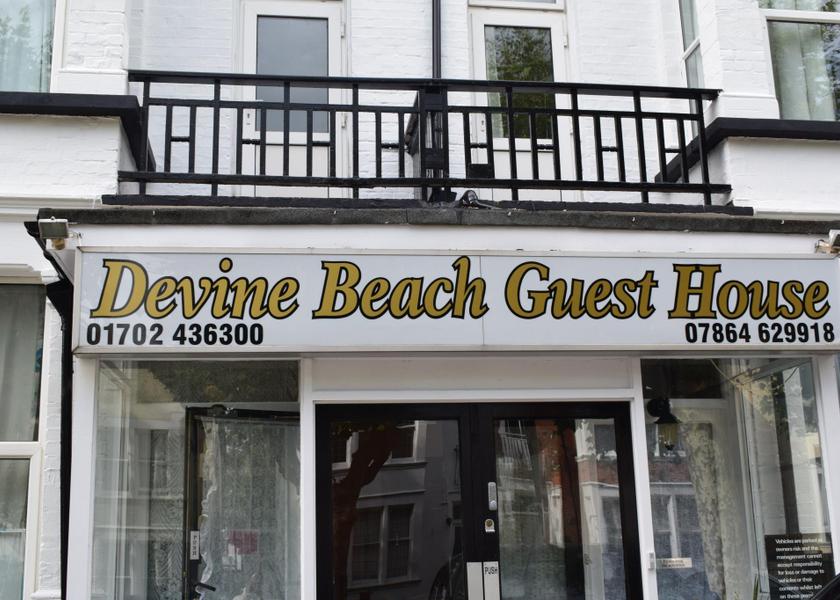 Devine Beach Guest House
01702 436300 07864 629918
PUSH
Vehicles are parked at
owners risk and the
management cannot
accept responsibility
for loss or damage to
vehicles or their
contents whilst left
on these